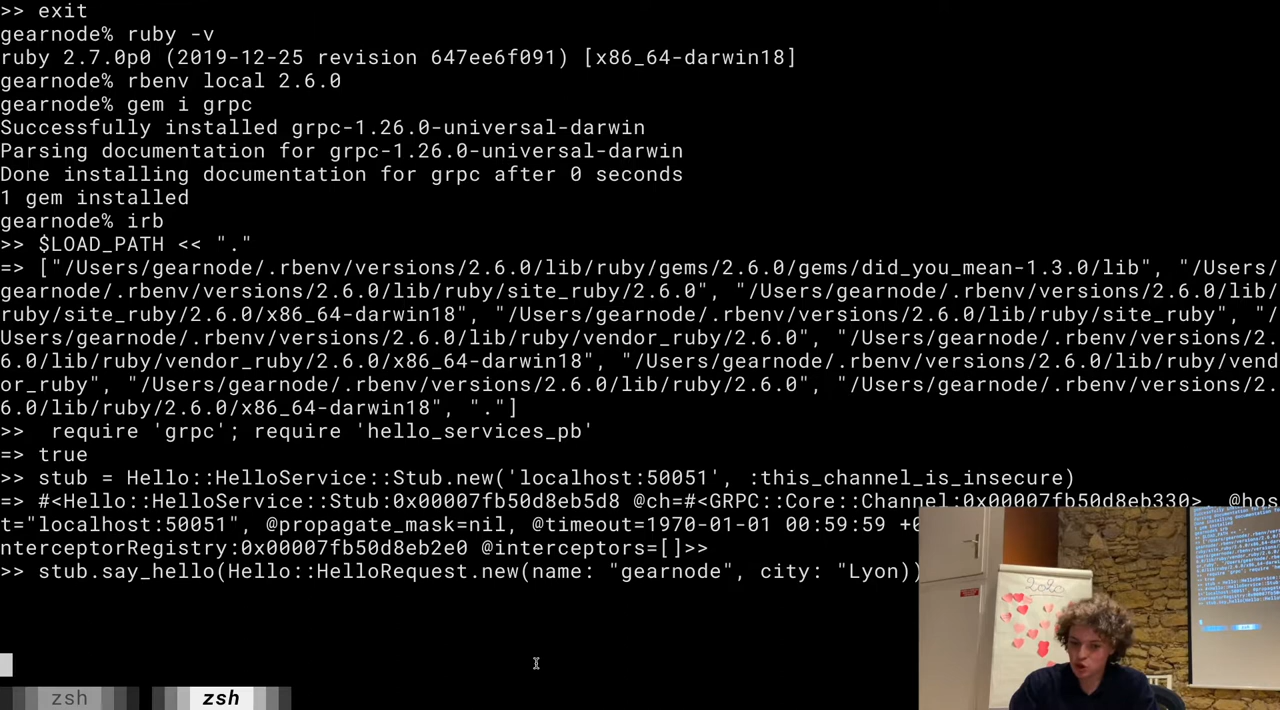 >> exit
gearnode% ruby -v
ruby 2.7.0p0 (2019-12-25 revision 647ee6f091) [x86_64-darwin18]
gearnode% rbenv local 2.6.0
gearnode% gem i grpc
Successfully installed grpc-1.26.0-universal-darwin
Parsing documentation for grpc-1.26.0-universal-darwin
Done installing documentation for grpc after 0 seconds
1 gem installed
gearnode% irb
>> $LOAD_PATH << "."
=> ["/Users/gearnode/.rbenv/versions/2.6.0/lib/ruby/gems/2.6.0/gems/did_you_mean-1.3.0/lib", "/Users/
gearnode/.rbenv/versions/2.6.0/lib/ruby/site_ruby/2.6.0", "/Users/gearnode/.rbenv/versions/2.6.0/lib/
ruby/site_ruby/2.6.0/x86_64-darwin18", "/Users/gearnode/.rbenv/versions/2.6.0/lib/ruby/site_ruby", "/
Users/gearnode/.rbenv/versions/2.6.0/lib/ruby/vendor_ruby/2.6.0", "/Users/gearnode/.rbenv/versions/2.
6.0/lib/ruby/vendor_ruby/2.6.0/x86_64-darwin18", "/Users/gearnode/.rbenv/versions/2.6.0/lib/ruby/vend
or_ruby", "/Users/gearnode/.rbenv/versions/2.6.0/lib/ruby/2.6.0", "/Users/gearnode/.rbenv/versions/2.
6.0/lib/ruby/2.6.0/x86_64-darwin18", "."]
>>  require 'grpc'; require 'hello_services_pb'
=> true
>> stub = Hello::HelloService::Stub.new('localhost:50051', :this_channel_is_insecure)
=> #<Hello::HelloService::Stub:0x00007fb50d8eb5d8 @ch=#<GRPC::Core::Channel:0x00007fb50d8eb330>, @hos
t="localhost:50051", @propagate_mask=nil, @timeout=1970-01-01 00:59:59
nterceptorRegistry:0x00007fb50d8eb2e0 @interceptors=[]>>
>> stub.say_hello(Hello::HelloRequest.new(name: "gearnode", city: "Lyon"))
2020
zsh zsh